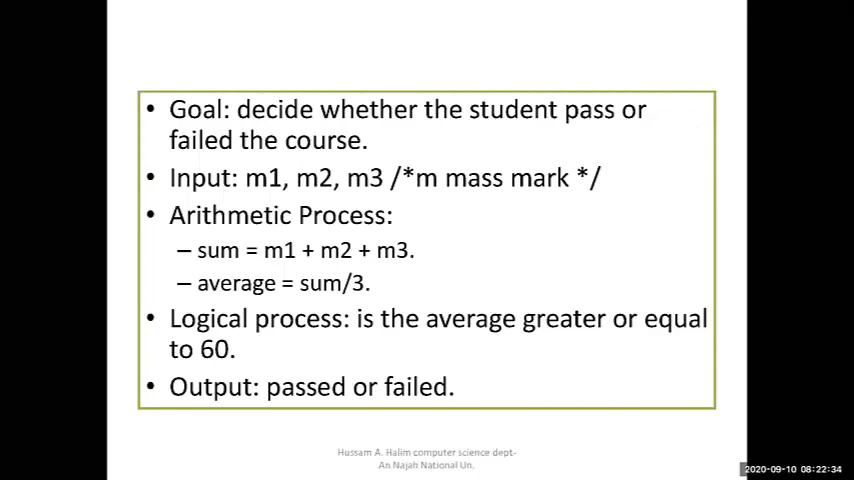 • Goal: decide whether the student pass or
failed the course.
• Input: m1, m2, m3 /*m mass mark */
• Arithmetic Process:
– sum = m1 + m2 + m3.
– average = sum/3.
• Logical process: is the average greater or equal
to 60.
• Output: passed or failed.
Hussam A. Halim computer science dept-
An Najah National Un.
2020-09-10 08:22:34